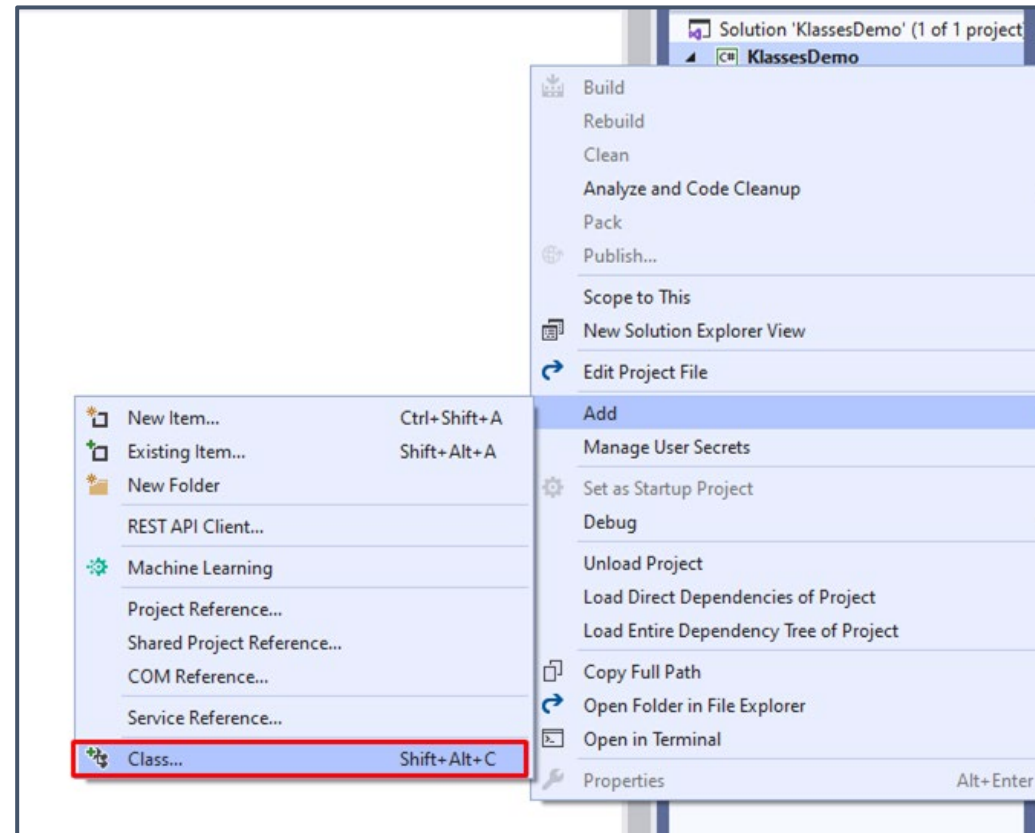 Solution 'KlassesDemo' (1 of 1 project
C# KlassesDemo
Build
Rebuild
Clean
Analyze and Code Cleanup
Pack
Publish...
Scope to This
New Solution Explorer View
Edit Project File
Add
Manage User Secrets
Set as Startup Project
Debug
Unload Project
Load Direct Dependencies of Project
Load Entire Dependency Tree of Project
Copy Full Path
Open Folder in File Explorer
Open in Terminal
Properties Alt+Enter
New Item... Ctrl+Shift+A
Existing Item... Shift+Alt+A
New Folder
REST API Client...
Machine Learning
Project Reference...
Shared Project Reference...
COM Reference...
Service Reference...
Class... Shift+Alt+C